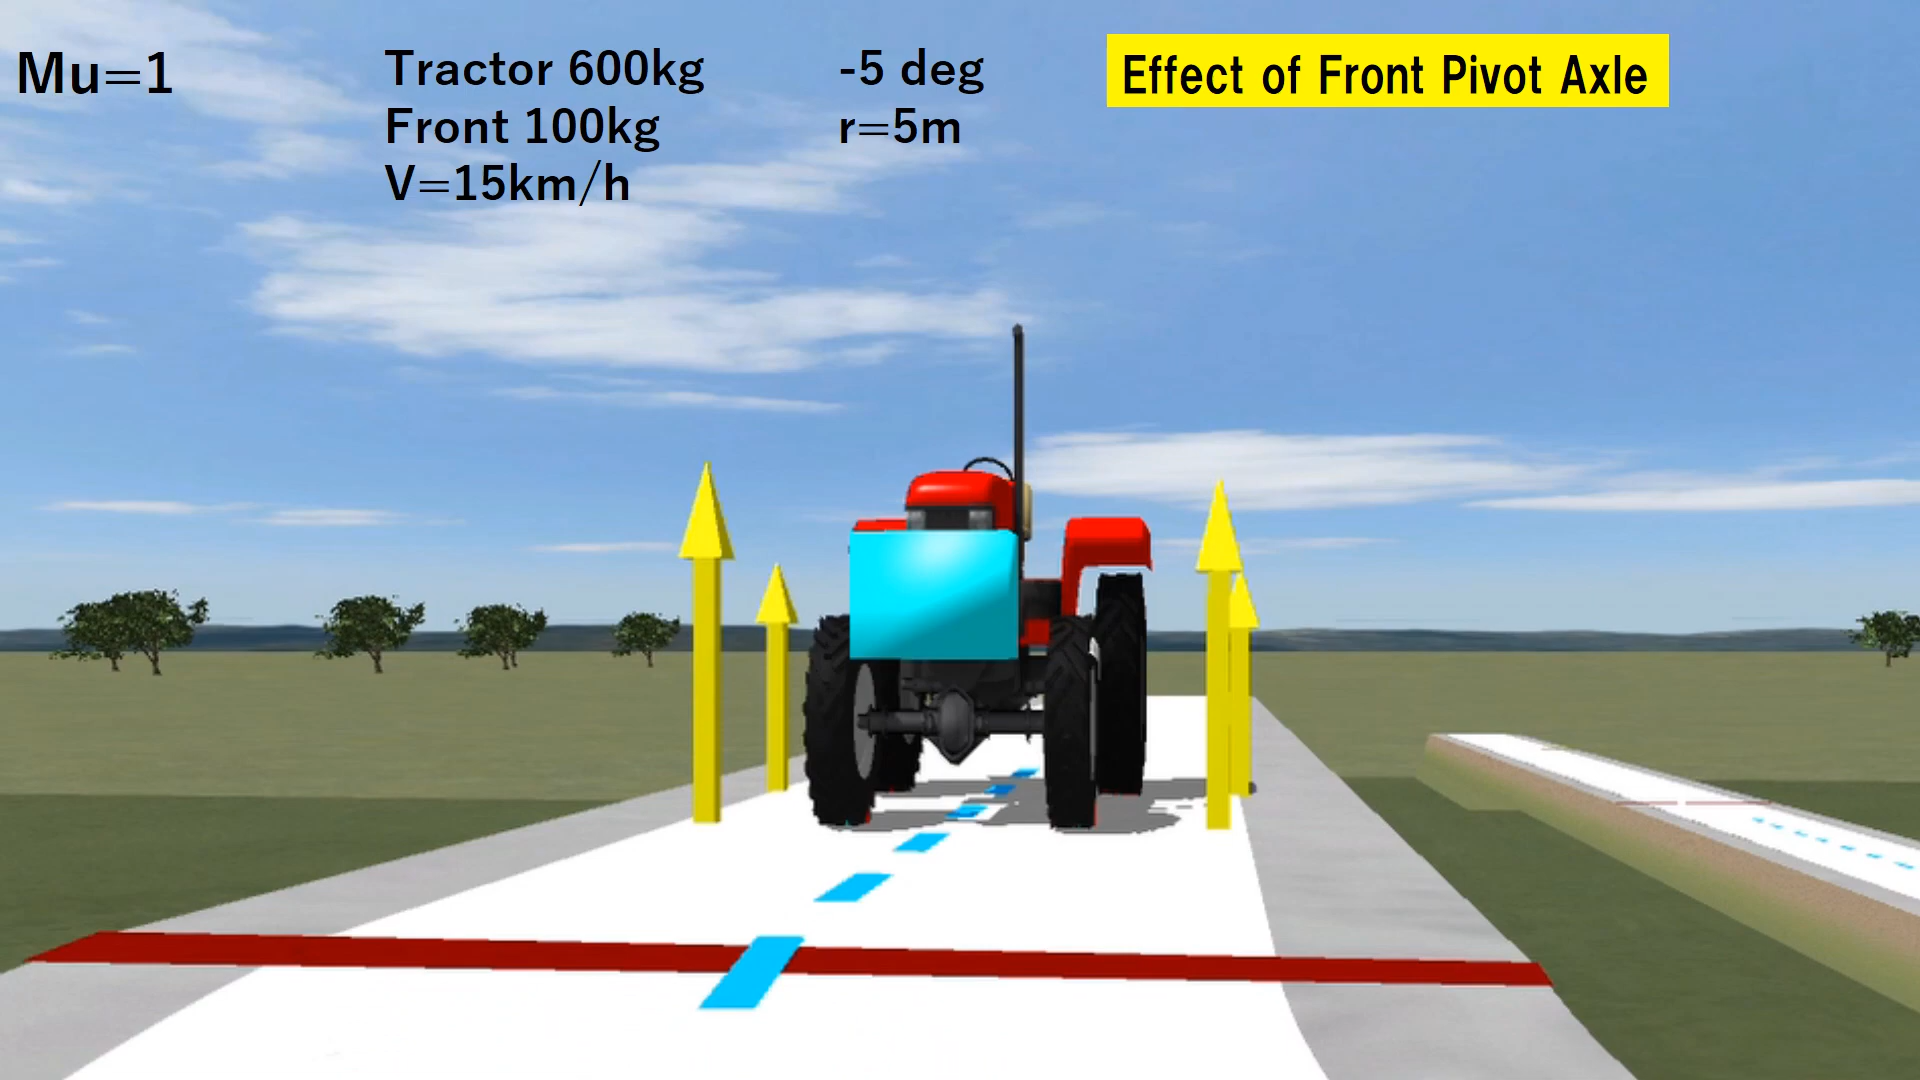 Mu=1
Tractor 600kg
Front 100kg
V=15km/h
-5 deg
r=5m
Effect of Front Pivot Axle